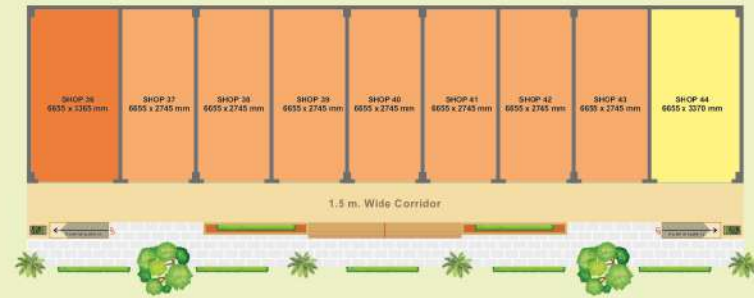 SHOP 36
6655 x 3365 mm
SHOP 37
6655 x 2745 mm
SHOP 38
6655 x 2745 mm
SHOP 39
6655 x 2745 mm
SHOP 40
6655 x 2745 mm
SHOP 41
6655 x 2745 mm
SHOP 42
6655 x 2745 mm
SHOP 43
6655 x 2745 mm
SHOP 44
6655 x 3370 mm
1.5 m. Wide Corridor